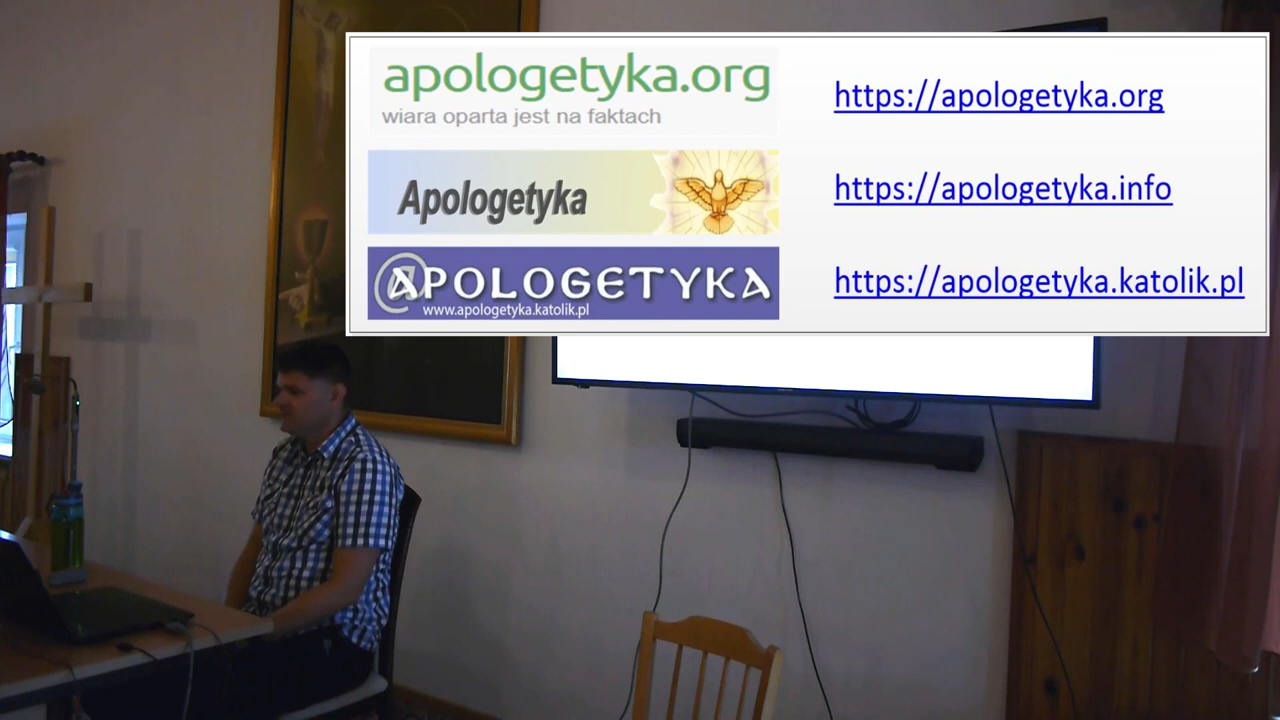 apologetyka.org
wiara oparta jest na faktach
https://apologetyka.org
Apologetyka
https://apologetyka.info
@APOLOGETYKA
www.apologetyka.katolik.pl
https://apologetyka.katolik.pl